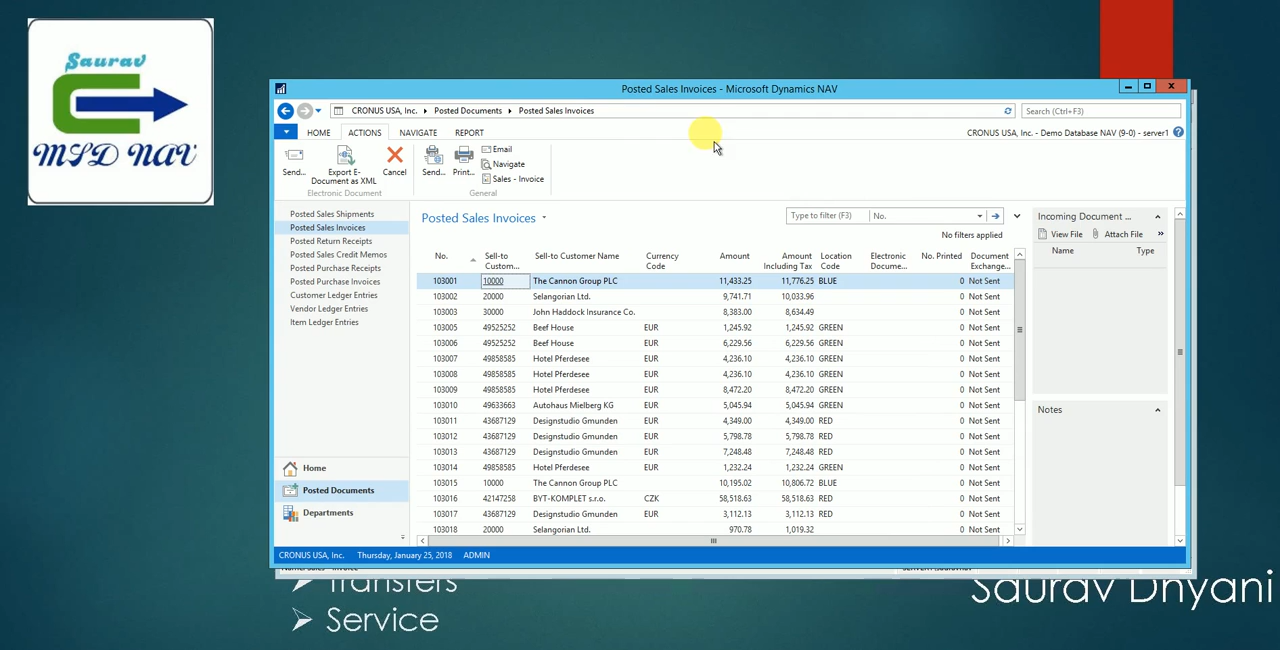 Saurav
MSD NAV
Posted Sales Invoices - Microsoft Dynamics NAV
CRONUS USA, Inc. Posted Documents Posted Sales Invoices Search (Ctrl+F3)
HOME ACTIONS NAVIGATE REPORT CRONUS USA, Inc. - Demo Database NAV (9-0) - server1
Send... Export E-Document as XML Cancel Send... Print... Email
Navigate
Sales - Invoice
Electronic Document General
Posted Sales Shipments
Posted Sales Invoices
Posted Return Receipts
Posted Sales Credit Memos
Posted Purchase Receipts
Posted Purchase Invoices
Customer Ledger Entries
Vendor Ledger Entries
Item Ledger Entries
Home
Posted Documents
Departments
Posted Sales Invoices Type to filter (F3) No.
No filters applied
No. Sell-to Custom... Sell-to Customer Name Currency Code Amount Amount Including Tax Location Code Electronic Docume... No. Printed Document Exchange...
103001 10000 The Cannon Group PLC 11,433.25 11,776.25 BLUE 0 Not Sent
103002 20000 Selangorian Ltd. 9,741.71 10,033.96 0 Not Sent
103003 30000 John Haddock Insurance Co. 8,383.00 8,634.49 0 Not Sent
103005 49525252 Beef House EUR 1,245.92 1,245.92 GREEN 0 Not Sent
103006 49525252 Beef House EUR 6,229.56 6,229.56 GREEN 0 Not Sent
103007 49858585 Hotel Pferdesee EUR 4,236.10 4,236.10 GREEN 0 Not Sent
103008 49858585 Hotel Pferdesee EUR 4,236.10 4,236.10 GREEN 0 Not Sent
103009 49858585 Hotel Pferdesee EUR 8,472.20 8,472.20 GREEN 0 Not Sent
103010 49633663 Autohaus Mielberg KG EUR 5,045.94 5,045.94 GREEN 0 Not Sent
103011 43687129 Designstudio Gmunden EUR 4,349.00 4,349.00 RED 0 Not Sent
103012 43687129 Designstudio Gmunden EUR 5,798.78 5,798.78 RED 0 Not Sent
103013 43687129 Designstudio Gmunden EUR 7,248.48 7,248.48 RED 0 Not Sent
103014 49858585 Hotel Pferdesee EUR 1,232.24 1,232.24 GREEN 0 Not Sent
103015 10000 The Cannon Group PLC 10,195.02 10,806.72 BLUE 0 Not Sent
103016 42147258 BYT-KOMPLET s.r.o. CZK 58,518.63 58,518.63 RED 0 Not Sent
103017 43687129 Designstudio Gmunden EUR 3,112.13 3,112.13 RED 0 Not Sent
103018 20000 Selangorian Ltd. 970.78 1,019.32 0 Not Sent
Incoming Document ...
View File Attach File
Name Type
Notes
CRONUS USA, Inc. Thursday, January 25, 2018 ADMIN
Transfers
Service
Saurav Dhyani